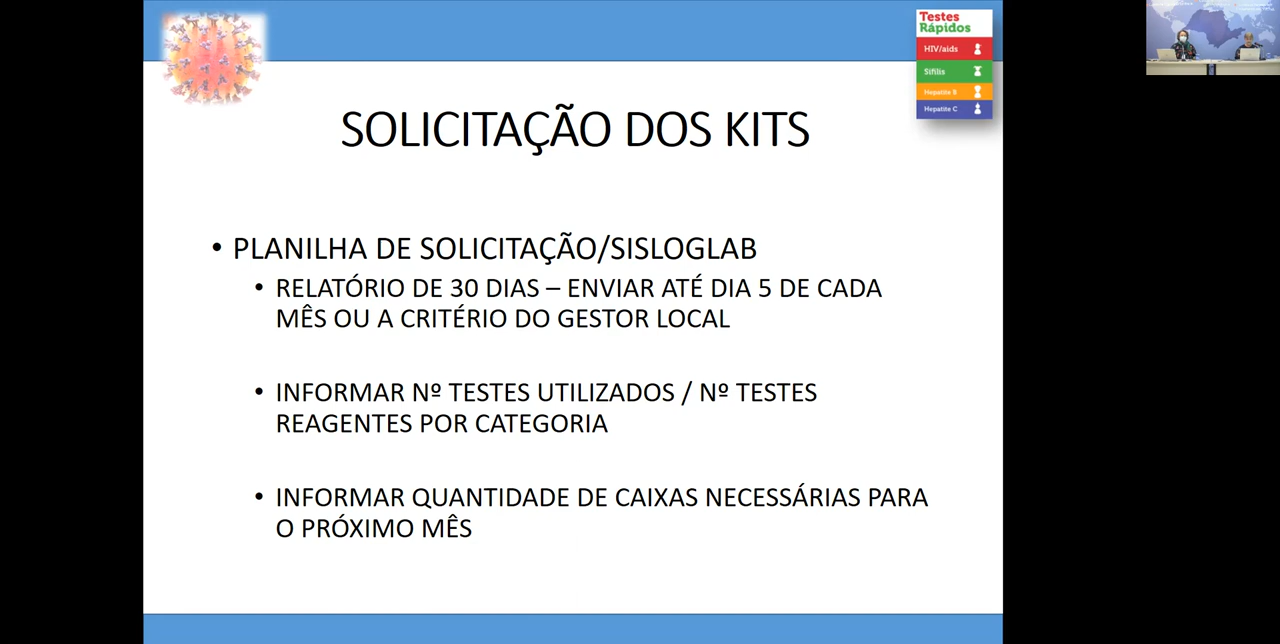 Testes
Rápidos
HIV/aids
Sífilis
Hepatite B
Hepatite C
SOLICITAÇÃO DOS KITS
• PLANILHA DE SOLICITAÇÃO/SISLOGLAB
• RELATÓRIO DE 30 DIAS – ENVIAR ATÉ DIA 5 DE CADA
MÊS OU A CRITÉRIO DO GESTOR LOCAL
• INFORMAR Nº TESTES UTILIZADOS / Nº TESTES
REAGENTES POR CATEGORIA
• INFORMAR QUANTIDADE DE CAIXAS NECESSÁRIAS PARA
O PRÓXIMO MÊS